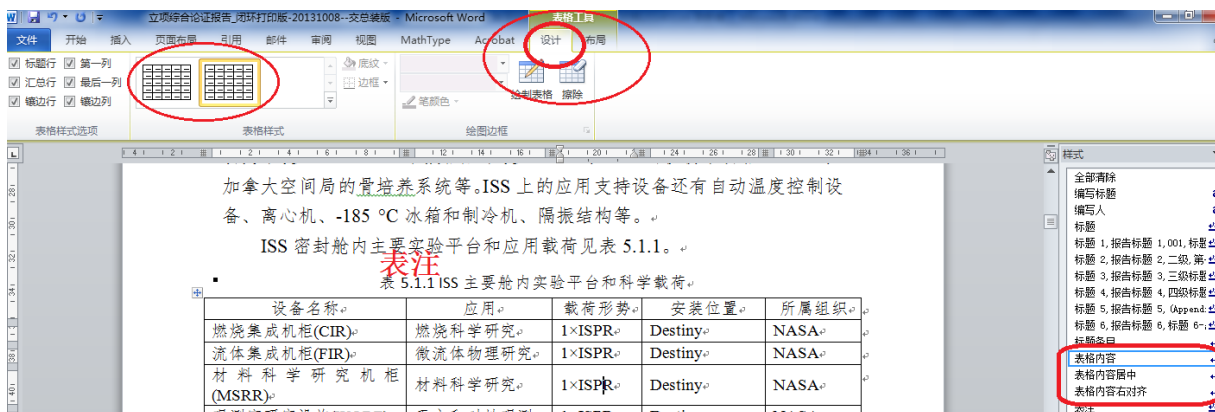 立项综合论证报告_闭环打印版-20131008--交总装版 - Microsoft Word
表格工具
文件 开始 插入 页面布局 引用 邮件 审阅 视图 MathType Acrobat 设计 布局
标题行 第一列
汇总行 最后一列
镶边行 镶边列
底纹
边框
笔颜色
绘制表格 擦除
表格样式选项 表格样式 绘图边框
加拿大空间局的骨培养系统等。ISS 上的应用支持设备还有自动温度控制设
备、离心机、-185 °C 冰箱和制冷机、隔振结构等。
ISS 密封舱内主要实验平台和应用载荷见表 5.1.1。
表注
表 5.1.1 ISS 主要舱内实验平台和科学载荷
设备名称 应用 载荷形势 安装位置 所属组织
燃烧集成机柜(CIR) 燃烧科学研究 1×ISPR Destiny NASA
流体集成机柜(FIR) 微流体物理研究 1×ISPR Destiny NASA
材料科学研究机柜
(MSRR) 材料科学研究 1×ISPR Destiny NASA
样式
全部清除
编写标题
编写人
标题
标题 1,报告标题 1,001,标题
标题 2,报告标题 2,二级,第
标题 3,报告标题 3,三级标题
标题 4,报告标题 4,四级标题
标题 5,报告标题 5, (Append
标题 6,报告标题 6,标题 6-
标题条目
表格内容
表格内容居中
表格内容右对齐
表注